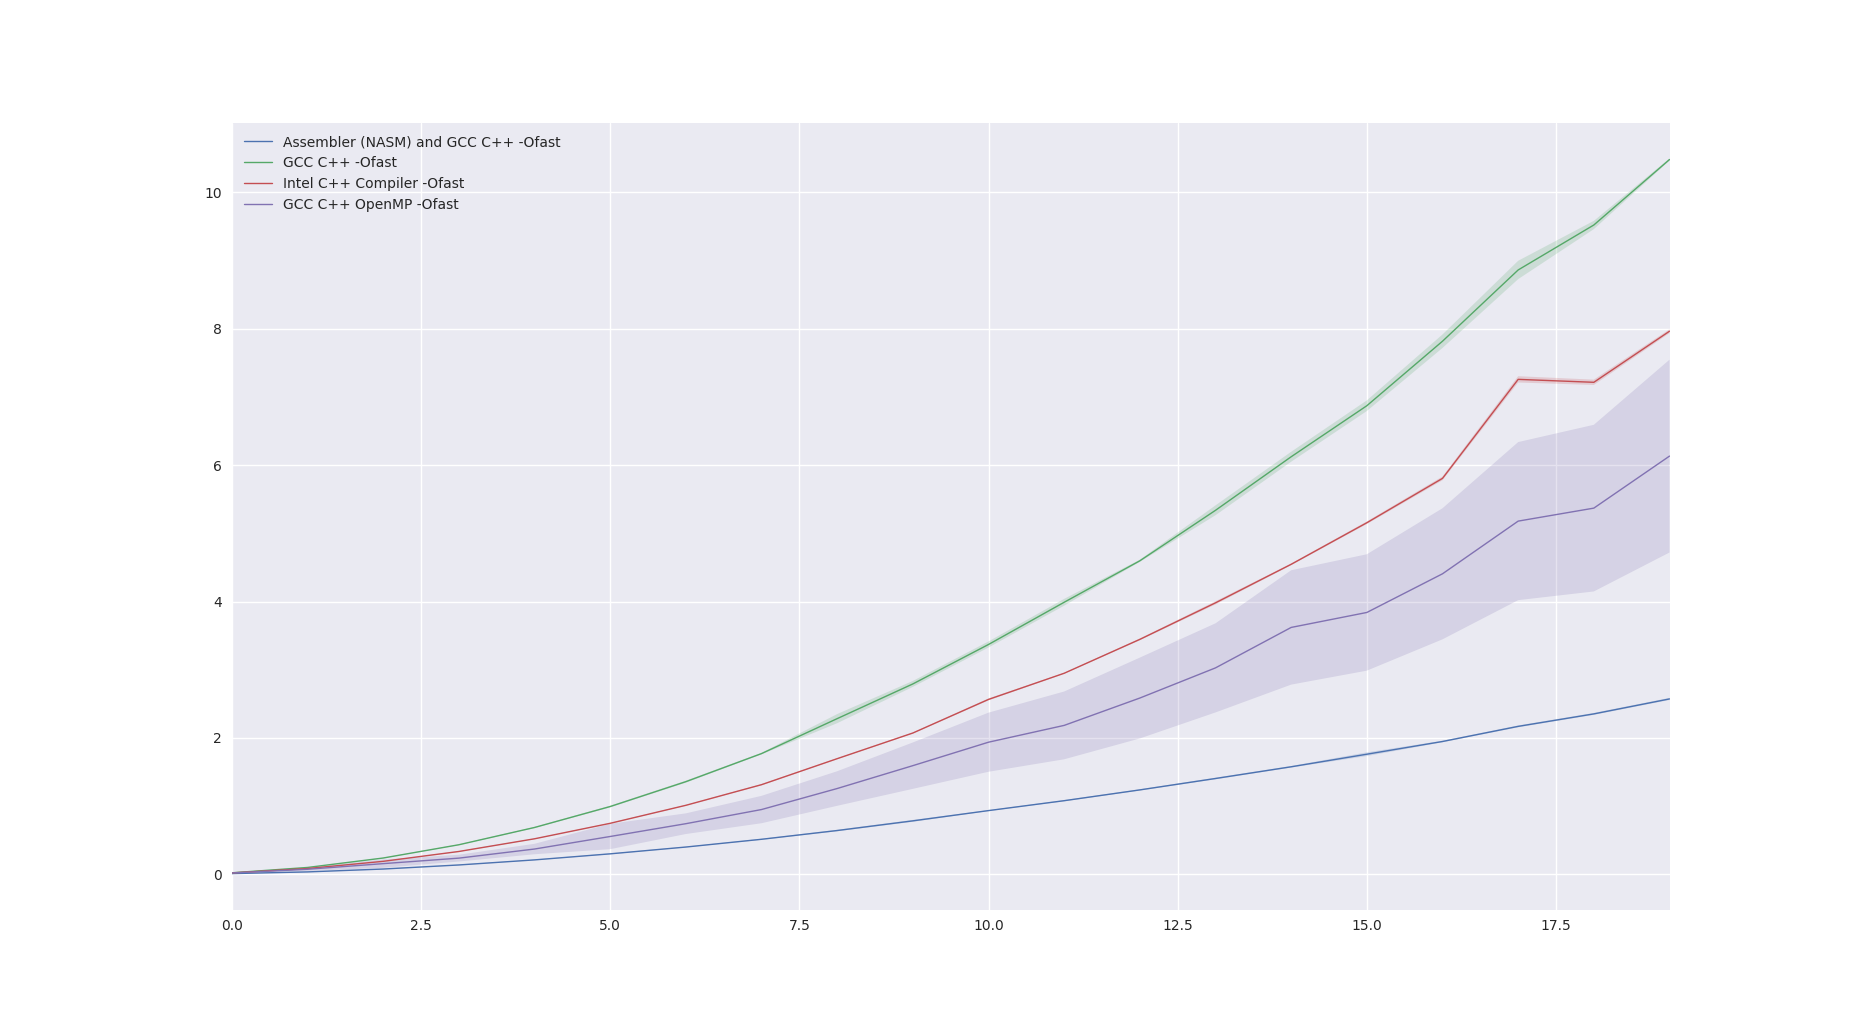 Assembler (NASM) and GCC C++ -Ofast
GCC C++ -Ofast
Intel C++ Compiler -Ofast
GCC C++ OpenMP -Ofast
10
8
6
4
2
0
0.0 2.5 5.0 7.5 10.0 12.5 15.0 17.5